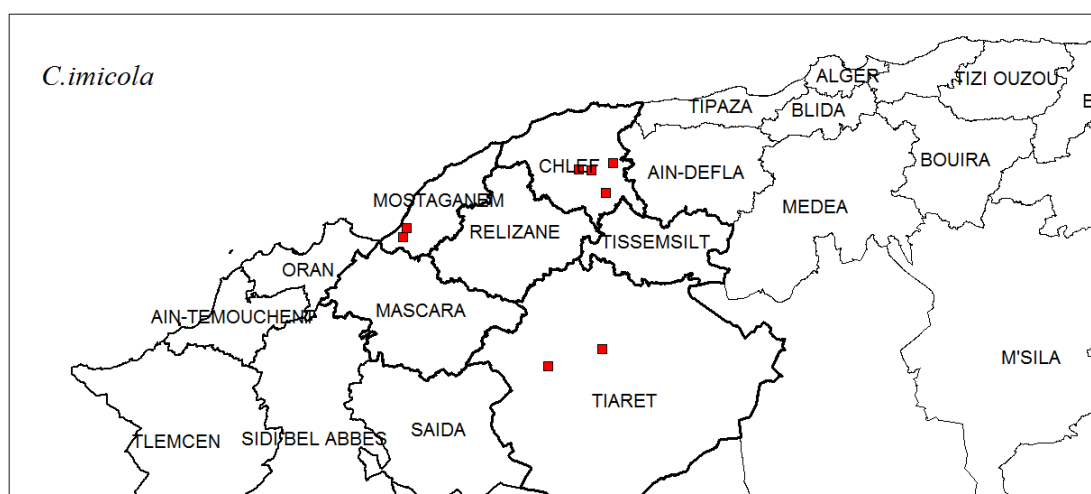 C.imicola
ALGER
TIZI OUZOU
TIPAZA
BLIDA
B
CHLEF
AIN-DEFLA
BOUIRA
MOSTAGANEM
MEDEA
RELIZANE
TISSEMSILT
ORAN
MASCARA
AIN-TEMOUCHENT
M'SILA
TIARET
TLEMCEN
SIDI BEL ABBES
SAIDA